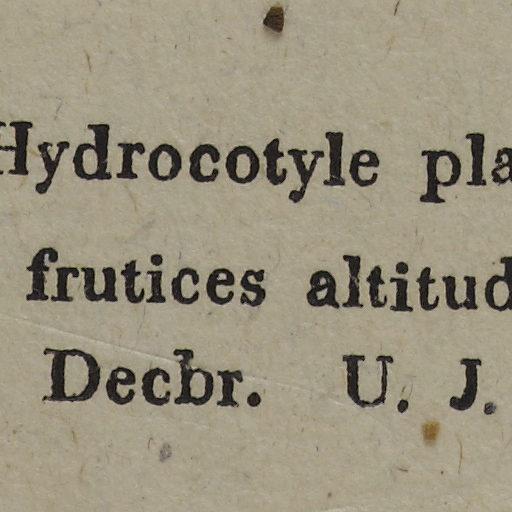 Hydrocotyle pla
frutices altitud
Decbr. U. J.